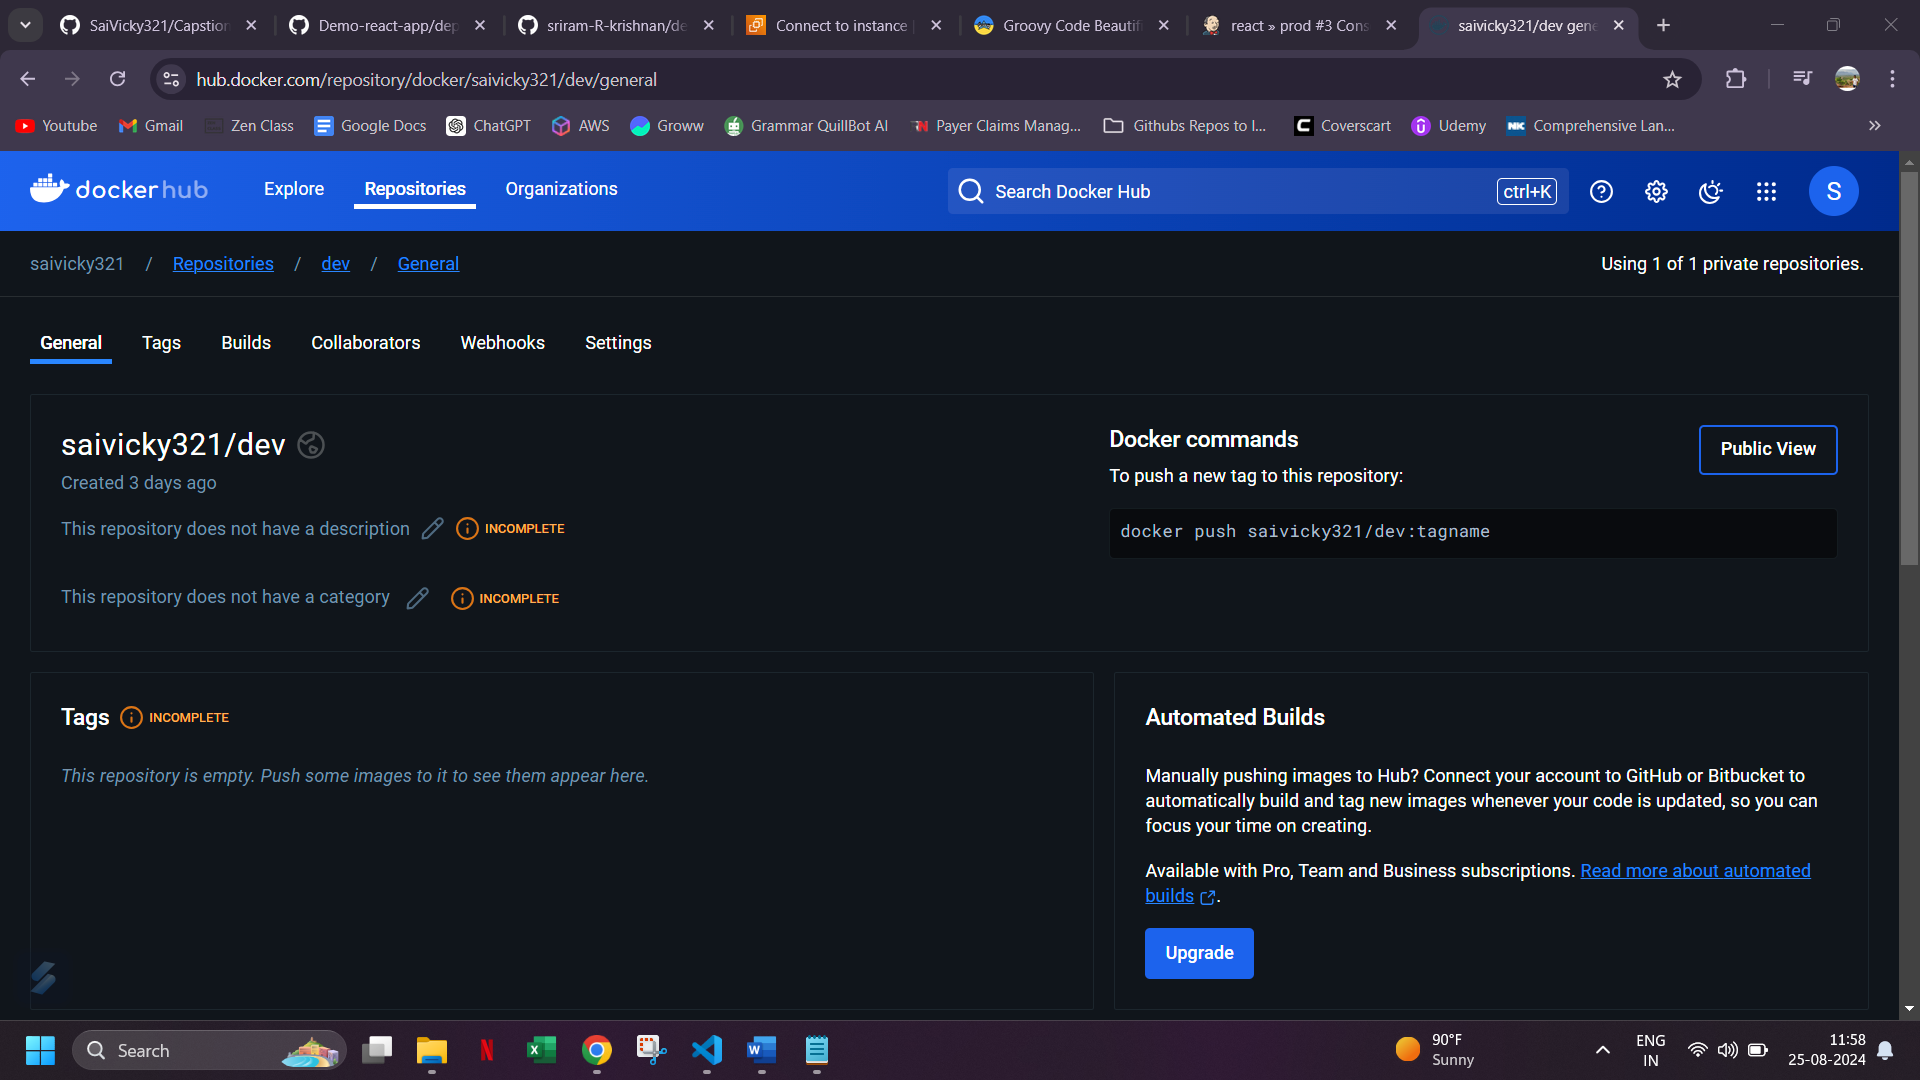 SaiVicky321/Capstion
Demo-react-app/dep
sriram-R-krishnan/de
Connect to instance
Groovy Code Beautifi
react » prod #3 Cons
saivicky321/dev gene
hub.docker.com/repository/docker/saivicky321/dev/general
Youtube
Gmail
Zen Class
Google Docs
ChatGPT
AWS
Groww
Grammar QuillBot AI
Payer Claims Manag...
Githubs Repos to l...
Coverscart
Udemy
NK
Comprehensive Lan...
docker hub
Explore
Repositories
Organizations
Search Docker Hub
ctrl+K
S
saivicky321 / Repositories / dev / General
Using 1 of 1 private repositories.
General
Tags
Builds
Collaborators
Webhooks
Settings
saivicky321/dev
Created 3 days ago
This repository does not have a description
INCOMPLETE
This repository does not have a category
INCOMPLETE
Docker commands
To push a new tag to this repository:
Public View
docker push saivicky321/dev:tagname
Tags
INCOMPLETE
This repository is empty. Push some images to it to see them appear here.
Automated Builds
Manually pushing images to Hub? Connect your account to GitHub or Bitbucket to
automatically build and tag new images whenever your code is updated, so you can
focus your time on creating.
Available with Pro, Team and Business subscriptions. Read more about automated
builds .
Upgrade
Search
90°F
Sunny
ENG
IN
11:58
25-08-2024